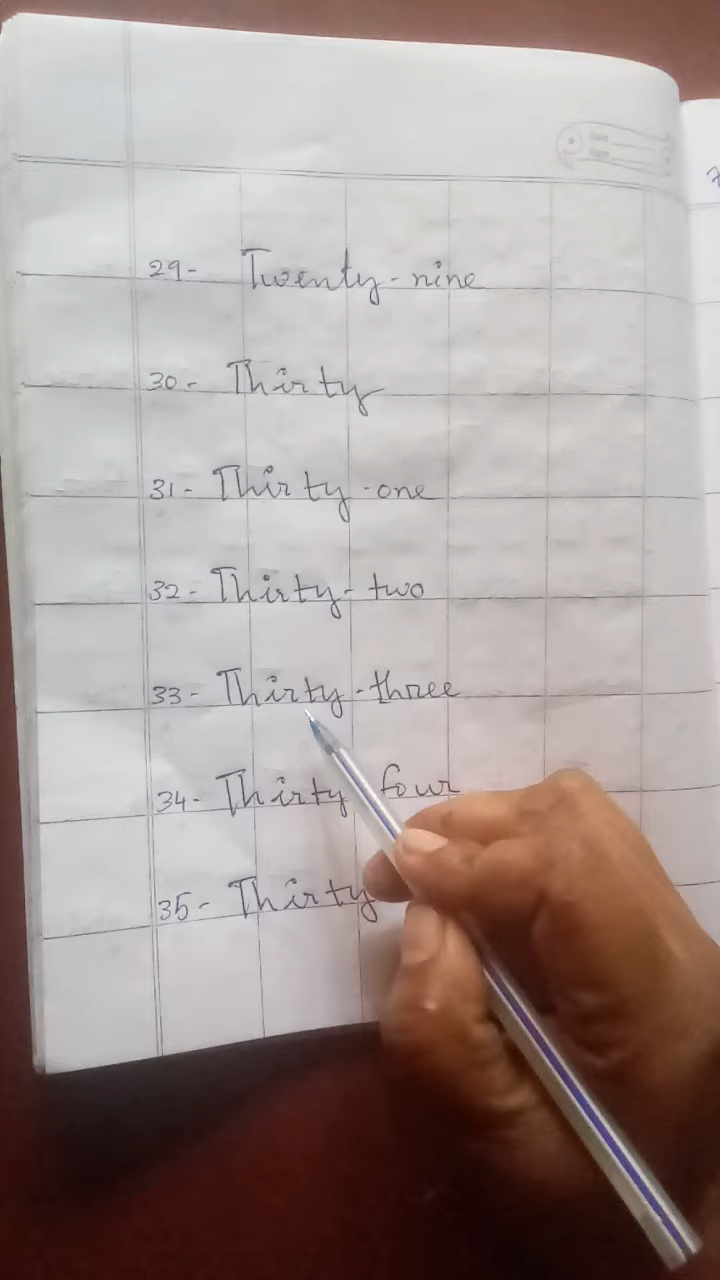 29- Twenty-nine
30- Thirty
31- Thirty-one
32- Thirty-two
33- Thirty-three
34- Thirty four
35- Thirty